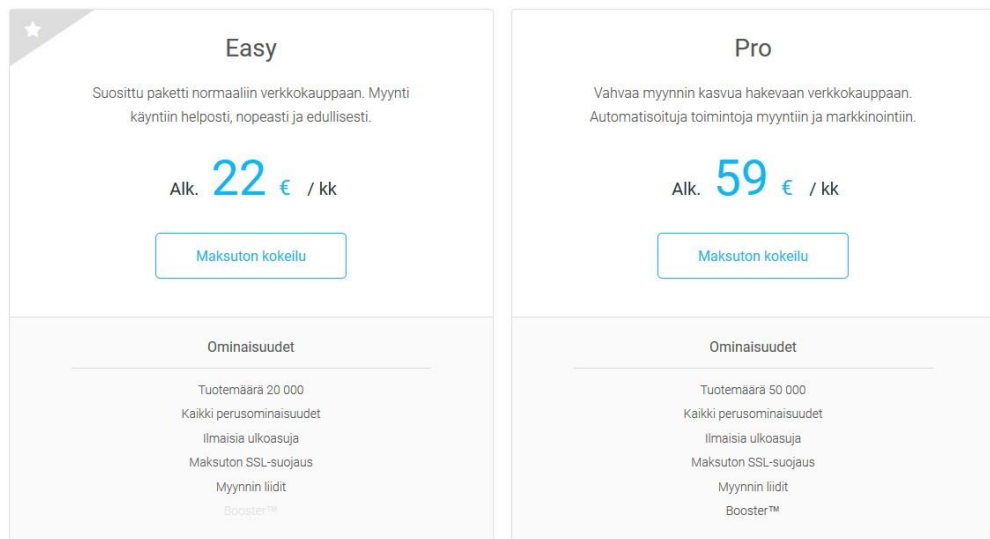 Easy
Suosittu paketti normaaliin verkkokauppaan. Myynti
käyntiin helposti, nopeasti ja edullisesti.
Alk. 22 € / kk
Maksuton kokeilu
Ominaisuudet
Tuotemäärä 20 000
Kaikki perusominaisuudet
Ilmaisia ulkoasuja
Maksuton SSL-suojaus
Myynnin liidit
Booster™
Pro
Vahvaa myynnin kasvua hakevaan verkkokauppaan.
Automatisoituja toimintoja myyntiin ja markkinointiin.
Alk. 59 € / kk
Maksuton kokeilu
Ominaisuudet
Tuotemäärä 50 000
Kaikki perusominaisuudet
Ilmaisia ulkoasuja
Maksuton SSL-suojaus
Myynnin liidit
Booster™